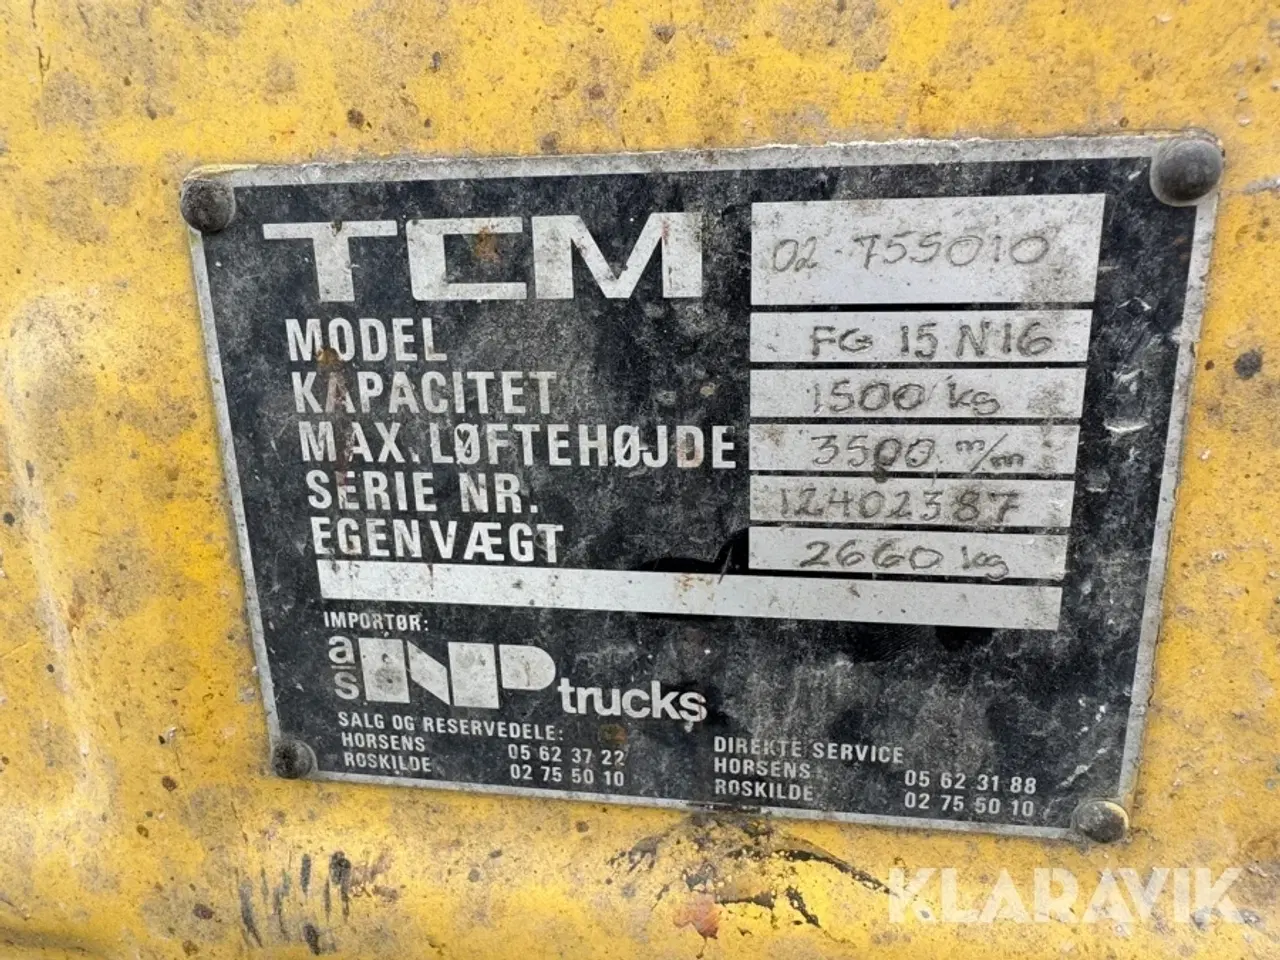 TCM 02-755010
MODEL FG 15 N 16
KAPACITET 1500 kg
MAX. LØFTEHØJDE 3500 m/m
SERIE NR. 12402387
EGENVÆGT 2660 kg
IMPORTØR:
a/s NP trucks
SALG OG RESERVEDELE:
HORSENS 05 62 37 22
ROSKILDE 02 75 50 10
DIREKTE SERVICE
HORSENS 05 62 31 88
ROSKILDE 02 75 50 10
KLARAVIK